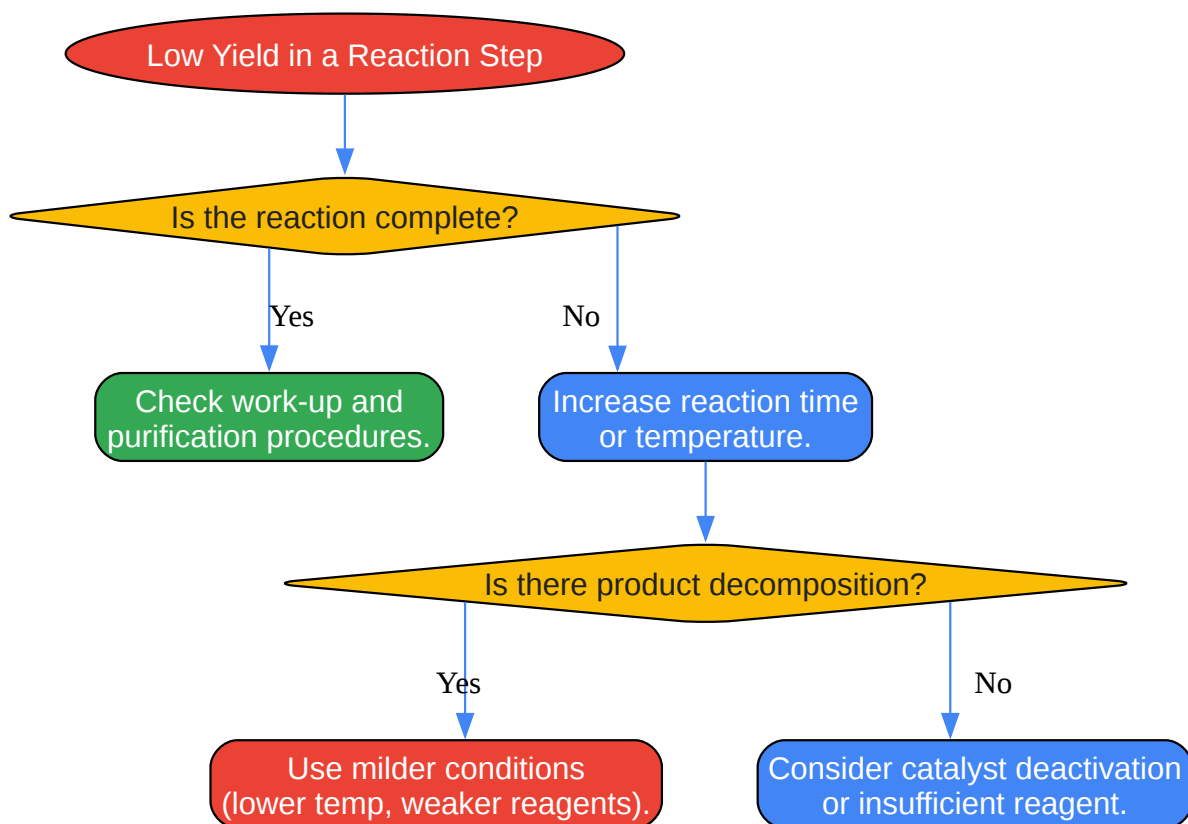 Low Yield in a Reaction Step
Is the reaction complete?
Yes
No
Check work-up and
purification procedures.
Increase reaction time
or temperature.
Is there product decomposition?
Yes
No
Use milder conditions
(lower temp, weaker reagents).
Consider catalyst deactivation
or insufficient reagent.